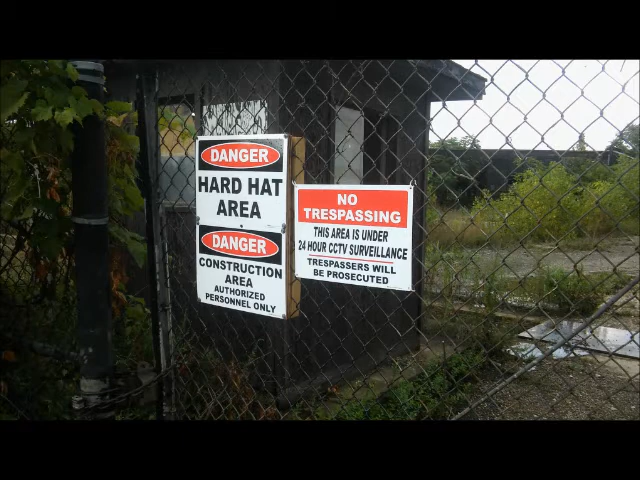 DANGER
HARD HAT
AREA
DANGER
CONSTRUCTION
AREA
AUTHORIZED
PERSONNEL ONLY
NO
TRESPASSING
THIS AREA IS UNDER
24 HOUR CCTV SURVEILLANCE
TRESPASSERS WILL
BE PROSECUTED